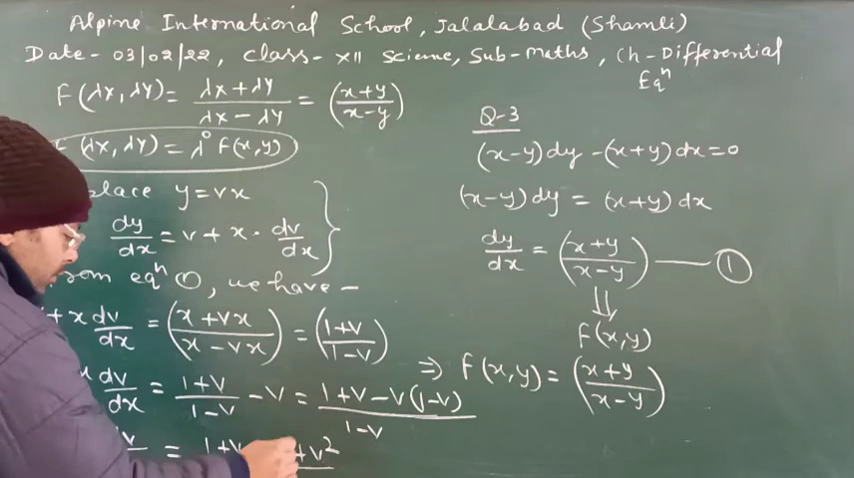 Alpine International School, Jalalabad (Shamli)
Date - 03/02/22, Class - XII Science, Sub - Maths, Ch - Differential
Eqⁿ
F(λx, λy) = (λx + λy)/(λx - λy) = ((x+y)/(x-y))
(λx, λy) = λ⁰ F(x,y)
place y = vx
dy/dx = v + x · dv/dx
rom eqⁿ ①, we have -
+ x dv/dx = ((x + vx)/(x - vx)) = ((1+v)/(1-v))
x dv/dx = (1+v)/(1-v) - v = (1+v - v(1-v))/(1-v)
= 1+v +v²
Q-3
(x-y)dy - (x+y)dx = 0
(x-y)dy = (x+y)dx
dy/dx = ((x+y)/(x-y)) —— ①
⇓
F(x,y)
⇒ F(x,y) = ((x+y)/(x-y))